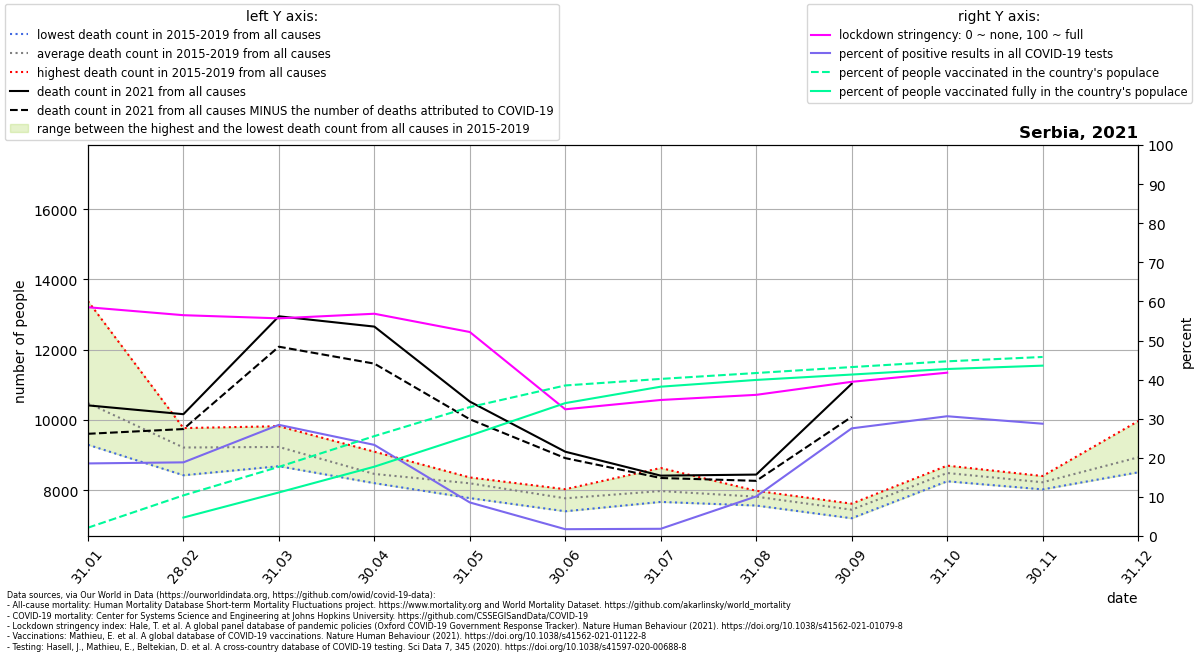 left Y axis:
lowest death count in 2015-2019 from all causes
average death count in 2015-2019 from all causes
highest death count in 2015-2019 from all causes
death count in 2021 from all causes
death count in 2021 from all causes MINUS the number of deaths attributed to COVID-19
range between the highest and the lowest death count from all causes in 2015-2019
right Y axis:
lockdown stringency: 0 ~ none, 100 ~ full
percent of positive results in all COVID-19 tests
percent of people vaccinated in the country's populace
percent of people vaccinated fully in the country's populace
Serbia, 2021
number of people
16000
14000
12000
10000
8000
100
90
80
70
60
50
40
30
20
10
0
percent
31.01
28.02
31.03
30.04
31.05
30.06
31.07
31.08
30.09
31.10
30.11
31.12
date
Data sources, via Our World in Data (https://ourworldindata.org, https://github.com/owid/covid-19-data):
- All-cause mortality: Human Mortality Database Short-term Mortality Fluctuations project. https://www.mortality.org and World Mortality Dataset. https://github.com/akarlinsky/world_mortality
- COVID-19 mortality: Center for Systems Science and Engineering at Johns Hopkins University. https://github.com/CSSEGISandData/COVID-19
- Lockdown stringency index: Hale, T. et al. A global panel database of pandemic policies (Oxford COVID-19 Government Response Tracker). Nature Human Behaviour (2021). https://doi.org/10.1038/s41562-021-01079-8
- Vaccinations: Mathieu, E. et al. A global database of COVID-19 vaccinations. Nature Human Behaviour (2021). https://doi.org/10.1038/s41562-021-01122-8
- Testing: Hasell, J., Mathieu, E., Beltekian, D. et al. A cross-country database of COVID-19 testing. Sci Data 7, 345 (2020). https://doi.org/10.1038/s41597-020-00688-8